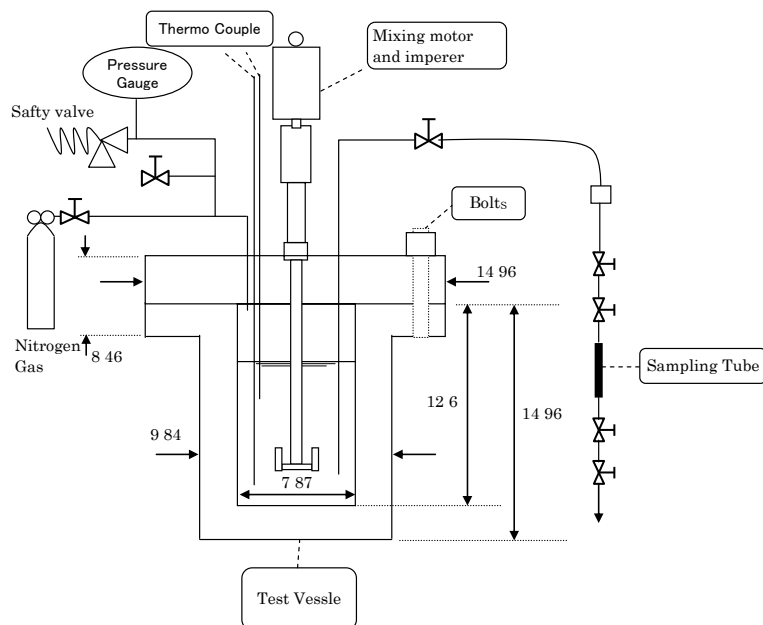 Thermo Couple
Mixing motor
and imperer
Pressure
Gauge
Safty valve
Bolts
14 96
Nitrogen
Gas
8 46
Sampling Tube
12 6
14 96
9 84
7 87
Test Vessle